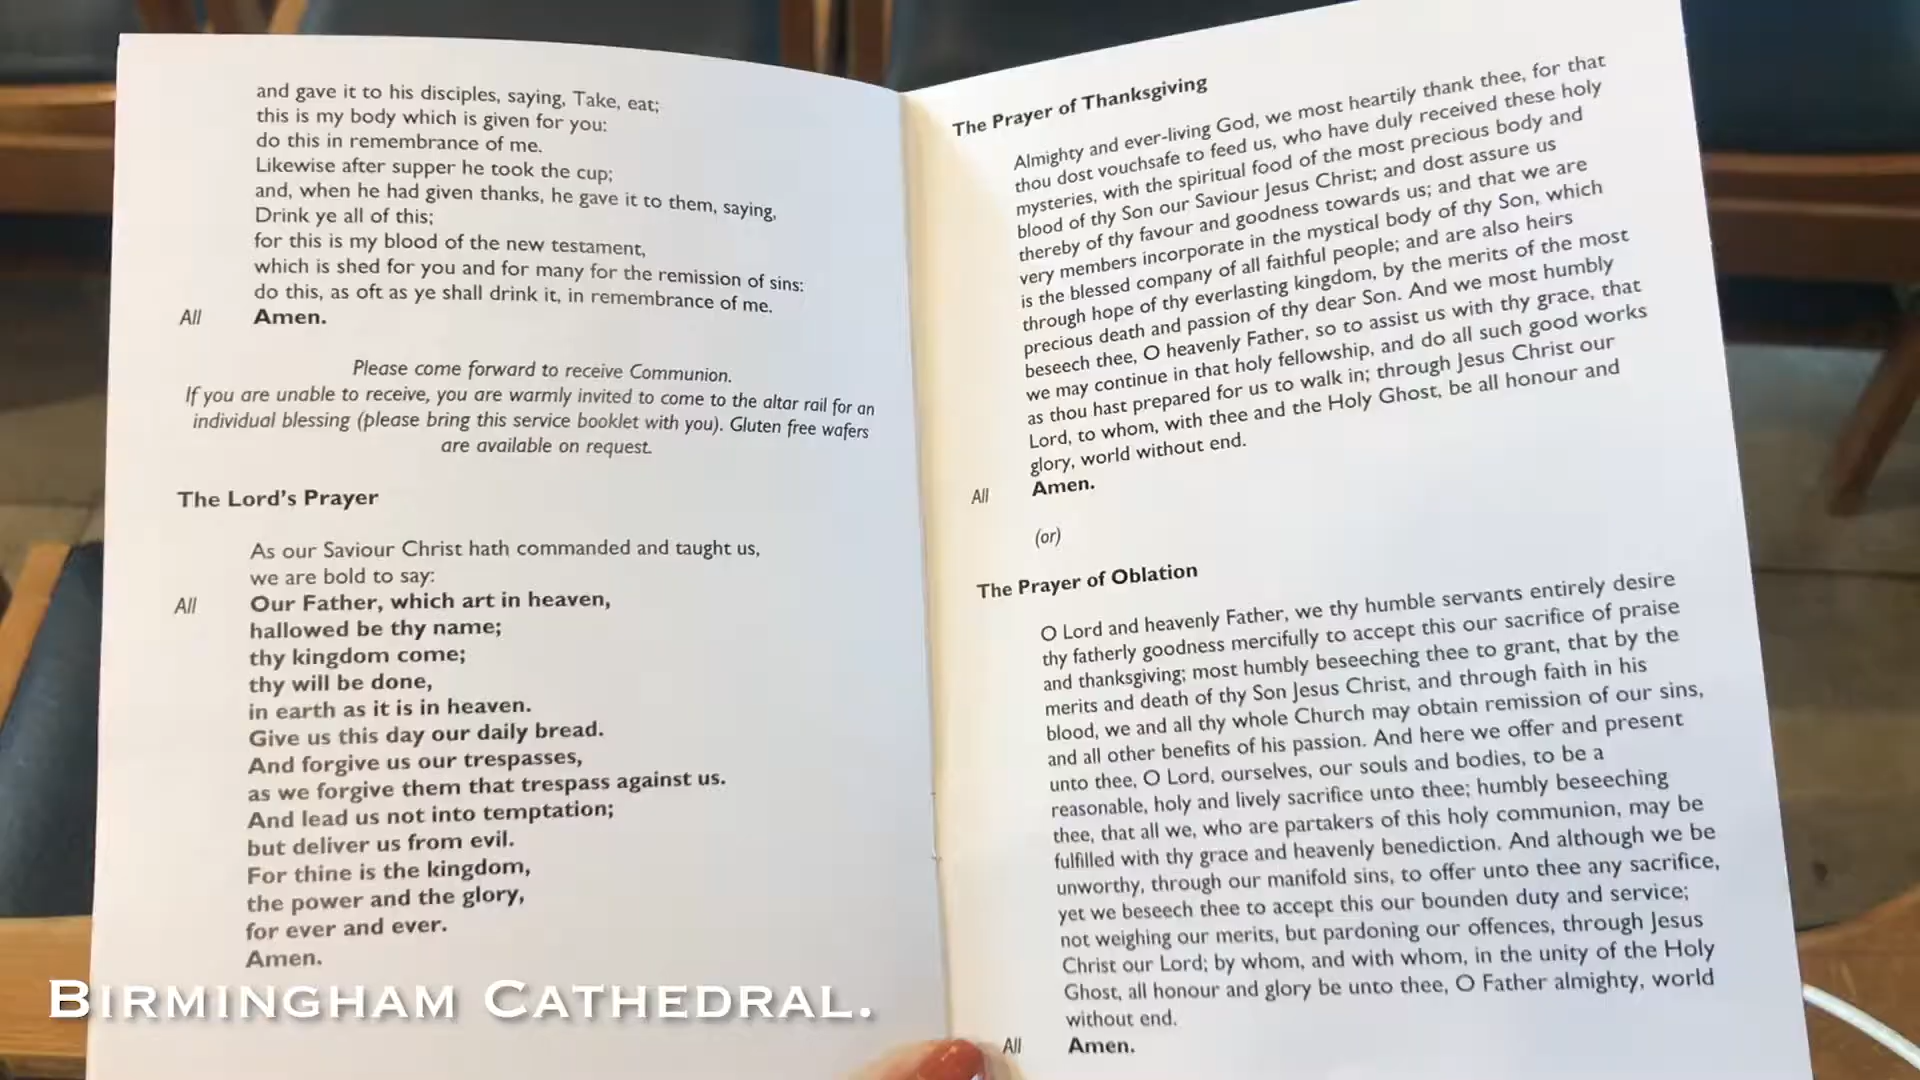 and gave it to his disciples, saying, Take, eat;
this is my body which is given for you:
do this in remembrance of me.
Likewise after supper he took the cup;
and, when he had given thanks, he gave it to them, saying,
Drink ye all of this;
for this is my blood of the new testament,
which is shed for you and for many for the remission of sins:
do this, as oft as ye shall drink it, in remembrance of me.
All Amen.
Please come forward to receive Communion.
If you are unable to receive, you are warmly invited to come to the altar rail for an
individual blessing (please bring this service booklet with you). Gluten free wafers
are available on request.
The Lord's Prayer
As our Saviour Christ hath commanded and taught us,
we are bold to say:
All Our Father, which art in heaven,
hallowed be thy name;
thy kingdom come;
thy will be done,
in earth as it is in heaven.
Give us this day our daily bread.
And forgive us our trespasses,
as we forgive them that trespass against us.
And lead us not into temptation;
but deliver us from evil.
For thine is the kingdom,
the power and the glory,
for ever and ever.
Amen.
The Prayer of Thanksgiving
Almighty and ever-living God, we most heartily thank thee, for that
thou dost vouchsafe to feed us, who have duly received these holy
mysteries, with the spiritual food of the most precious body and
blood of thy Son our Saviour Jesus Christ; and dost assure us
thereby of thy favour and goodness towards us; and that we are
very members incorporate in the mystical body of thy Son, which
is the blessed company of all faithful people; and are also heirs
through hope of thy everlasting kingdom, by the merits of the most
precious death and passion of thy dear Son. And we most humbly
beseech thee, O heavenly Father, so to assist us with thy grace, that
we may continue in that holy fellowship, and do all such good works
as thou hast prepared for us to walk in; through Jesus Christ our
Lord, to whom, with thee and the Holy Ghost, be all honour and
glory, world without end.
All Amen.
(or)
The Prayer of Oblation
O Lord and heavenly Father, we thy humble servants entirely desire
thy fatherly goodness mercifully to accept this our sacrifice of praise
and thanksgiving; most humbly beseeching thee to grant, that by the
merits and death of thy Son Jesus Christ, and through faith in his
blood, we and all thy whole Church may obtain remission of our sins,
and all other benefits of his passion. And here we offer and present
unto thee, O Lord, ourselves, our souls and bodies, to be a
reasonable, holy and lively sacrifice unto thee; humbly beseeching
thee, that all we, who are partakers of this holy communion, may be
fulfilled with thy grace and heavenly benediction. And although we be
unworthy, through our manifold sins, to offer unto thee any sacrifice,
yet we beseech thee to accept this our bounden duty and service;
not weighing our merits, but pardoning our offences, through Jesus
Christ our Lord; by whom, and with whom, in the unity of the Holy
Ghost, all honour and glory be unto thee, O Father almighty, world
without end.
All Amen.
BIRMINGHAM CATHEDRAL.